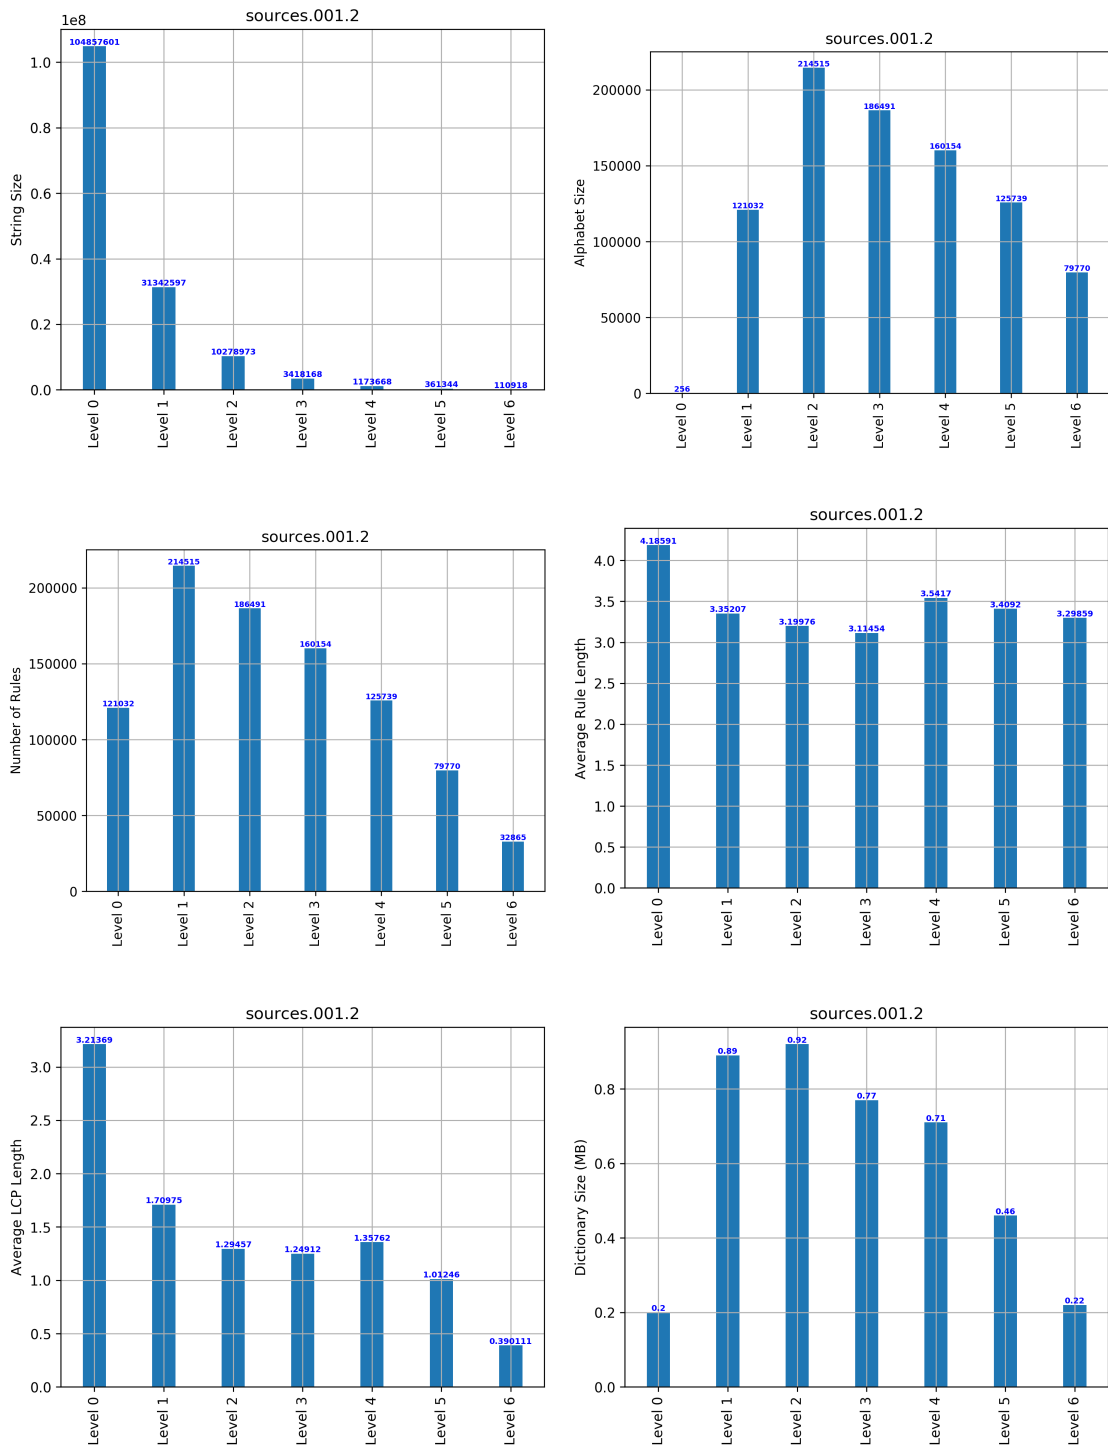 sources.001.2
1e8
String Size
1.0
0.8
0.6
0.4
0.2
0.0
104857601
31342597
10278973
3418168
1173668
361344
110918
Level 0
Level 1
Level 2
Level 3
Level 4
Level 5
Level 6
sources.001.2
Alphabet Size
200000
150000
100000
50000
0
256
121032
214515
186491
160154
125739
79770
Level 0
Level 1
Level 2
Level 3
Level 4
Level 5
Level 6
sources.001.2
Number of Rules
200000
150000
100000
50000
0
121032
214515
186491
160154
125739
79770
32865
Level 0
Level 1
Level 2
Level 3
Level 4
Level 5
Level 6
sources.001.2
Average Rule Length
4.0
3.5
3.0
2.5
2.0
1.5
1.0
0.5
0.0
4.18591
3.35207
3.19976
3.11454
3.5417
3.4092
3.29859
Level 0
Level 1
Level 2
Level 3
Level 4
Level 5
Level 6
sources.001.2
Average LCP Length
3.0
2.5
2.0
1.5
1.0
0.5
0.0
3.21369
1.70975
1.29457
1.24912
1.35762
1.01246
0.390111
Level 0
Level 1
Level 2
Level 3
Level 4
Level 5
Level 6
sources.001.2
Dictionary Size (MB)
0.8
0.6
0.4
0.2
0.0
0.2
0.89
0.92
0.77
0.71
0.46
0.22
Level 0
Level 1
Level 2
Level 3
Level 4
Level 5
Level 6